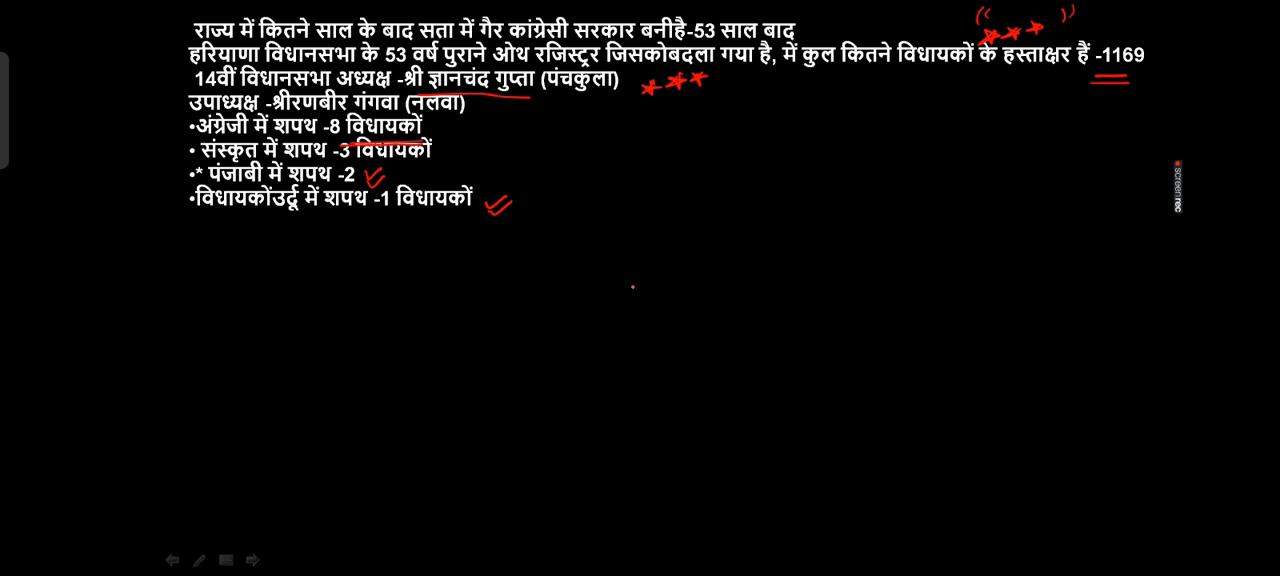 राज्य में कितने साल के बाद सता में गैर कांग्रेसी सरकार बनीहै-53 साल बाद
हरियाणा विधानसभा के 53 वर्ष पुराने ओथ रजिस्ट्रर जिसकोबदला गया है, में कुल कितने विधायकों के हस्ताक्षर हैं -1169
14वीं विधानसभा अध्यक्ष -श्री ज्ञानचंद गुप्ता (पंचकुला)
उपाध्यक्ष -श्रीरणबीर गंगवा (नलवा)
•अंग्रेजी में शपथ -8 विधायकों
• संस्कृत में शपथ -3 विधायकों
•* पंजाबी में शपथ -2
•विधायकोंउर्दू में शपथ -1 विधायकों
screenrec